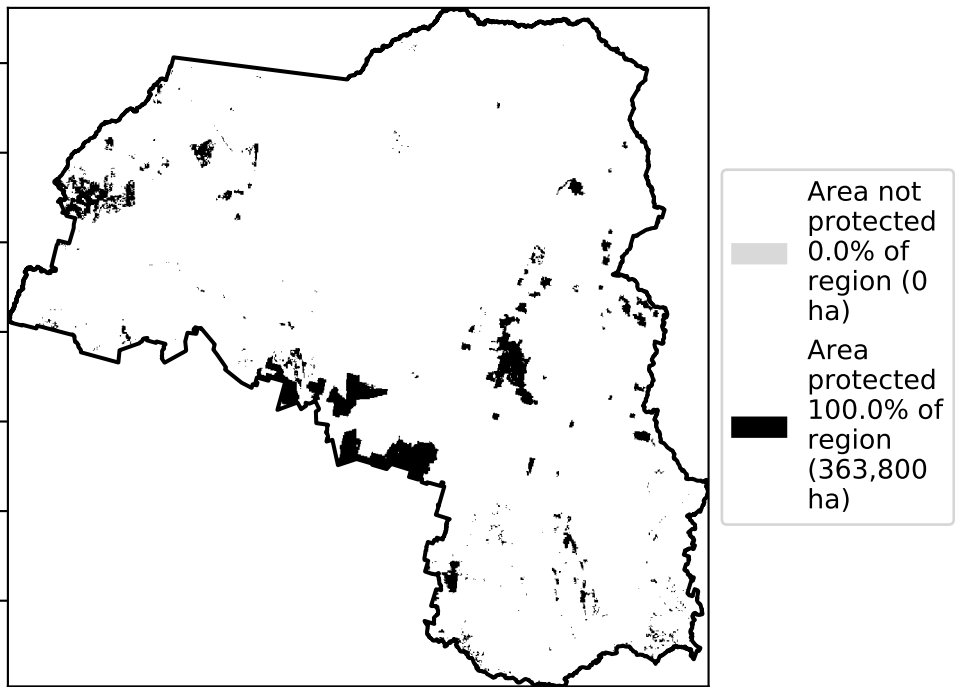 Area not
protected
0.0% of
region (0
ha)
Area
protected
100.0% of
region
(363,800
ha)